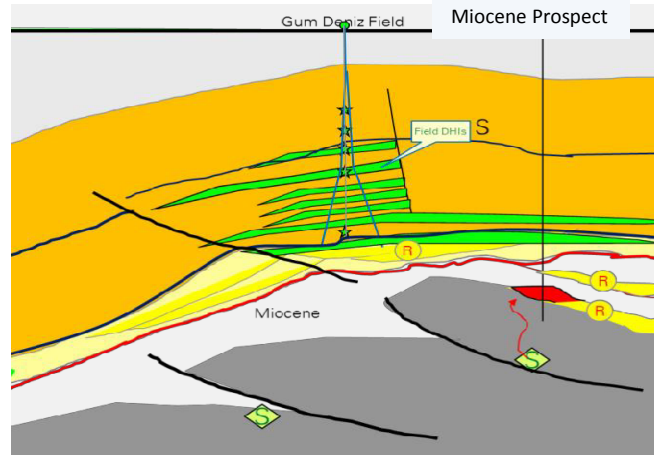 Gum Deniz Field
Miocene Prospect
Field DHIs
S
R
R
Miocene
R
S
S